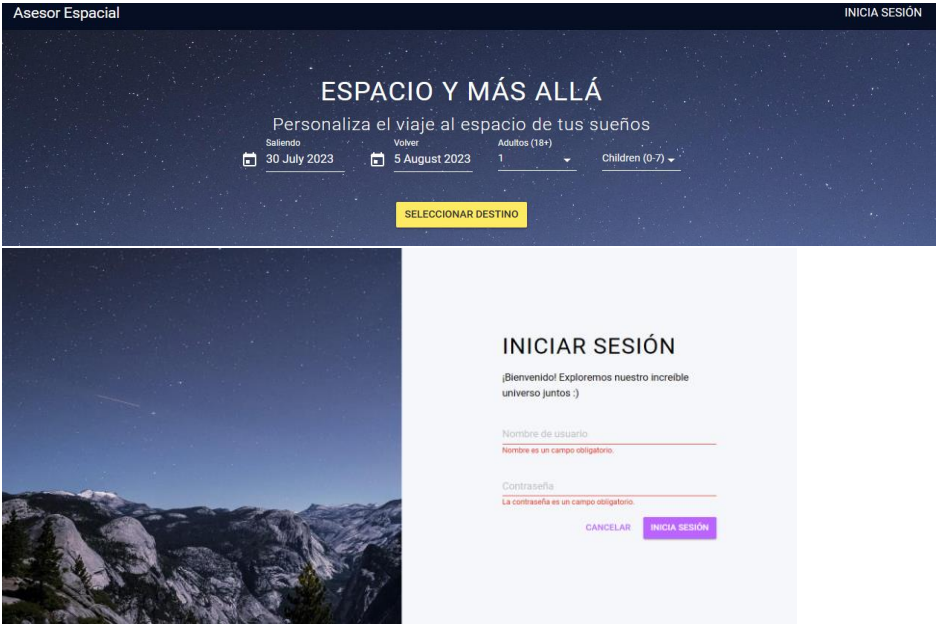 Asesor Espacial
INICIA SESIÓN
ESPACIO Y MÁS ALLÁ
Personaliza el viaje al espacio de tus sueños
Saliendo
30 July 2023
Volver
5 August 2023
Adultos (18+)
1
Children (0-7)
SELECCIONAR DESTINO
INICIAR SESIÓN
¡Bienvenido! Exploremos nuestro increíble
universo juntos :)
Nombre de usuario
Nombre es un campo obligatorio.
Contraseña
La contraseña es un campo obligatorio.
CANCELAR
INICIA SESIÓN